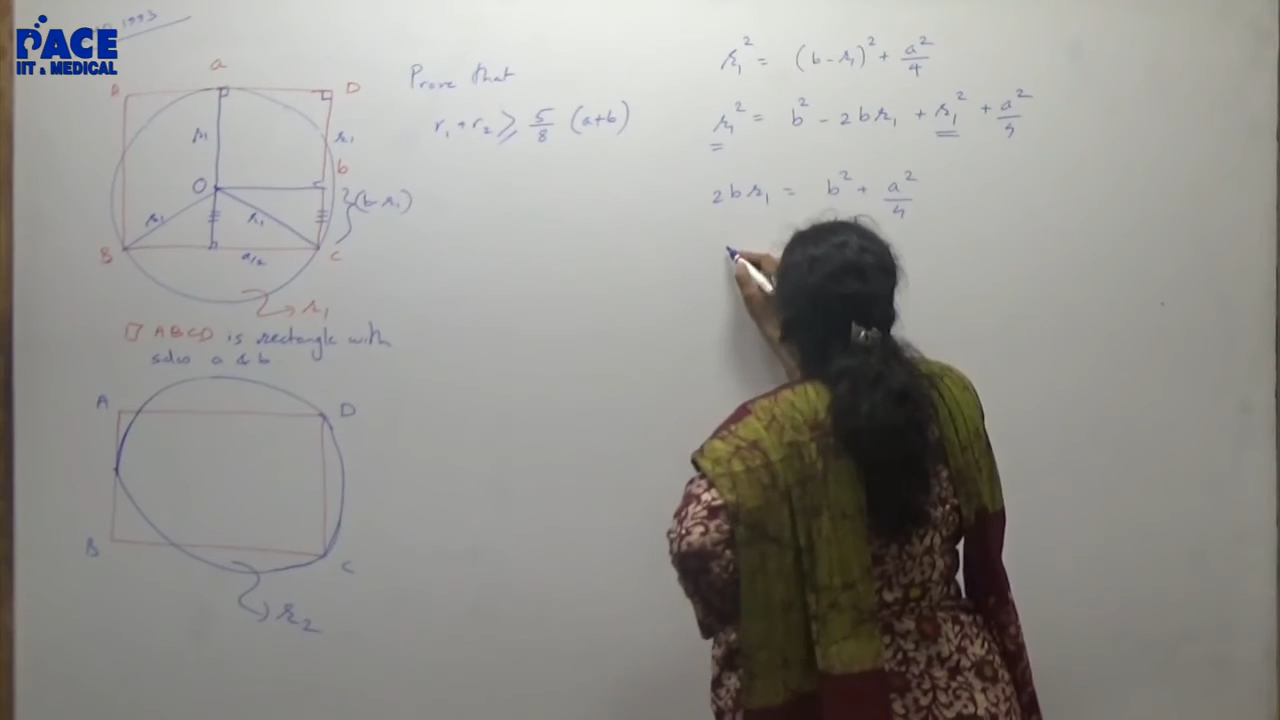 PACE
IIT & MEDICAL
1993
a
A
D
r₁
r₁
b
O
(b-r₁)
r₁
r₁
B
a/2
C
r₁
□ ABCD is rectangle with
sides a & b
A
D
B
C
r₂
Prove that
r₁ + r₂ ⩾ 5/8 (a+b)
r₁² = (b-r₁)² + a²/4
r₁² = b² - 2br₁ + r₁² + a²/4
2br₁ = b² + a²/4